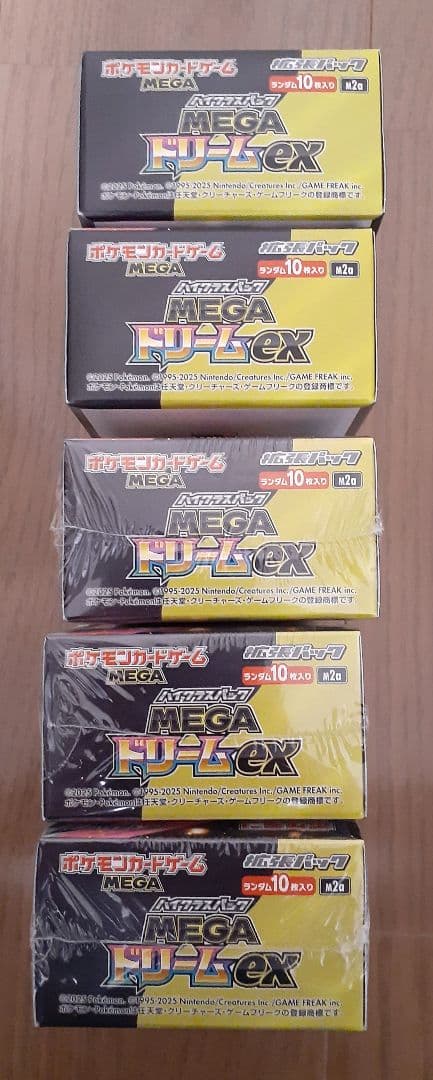 ポケモンカードゲーム 拡張パック
MEGA ランダム10枚入り M2a
ハイクラスパック
MEGA
ドリームex
©2025 Pokémon. ©1995-2025 Nintendo/Creatures Inc./GAME FREAK inc.
ポケモン・Pokémonは任天堂・クリーチャーズ・ゲームフリークの登録商標です。
ポケモンカードゲーム 拡張パック
MEGA ランダム10枚入り M2a
ハイクラスパック
MEGA
ドリームex
©2025 Pokémon. ©1995-2025 Nintendo/Creatures Inc./GAME FREAK inc.
ポケモン・Pokémonは任天堂・クリーチャーズ・ゲームフリークの登録商標です。
ポケモンカードゲーム 拡張パック
MEGA ランダム10枚入り M2a
ハイクラスパック
MEGA
ドリームex
©2025 Pokémon. ©1995-2025 Nintendo/Creatures Inc./GAME FREAK inc.
ポケモン・Pokémonは任天堂・クリーチャーズ・ゲームフリークの登録商標です。
ポケモンカードゲーム 拡張パック
MEGA ランダム10枚入り M2a
ハイクラスパック
MEGA
ドリームex
©2025 Pokémon. ©1995-2025 Nintendo/Creatures Inc./GAME FREAK inc.
ポケモン・Pokémonは任天堂・クリーチャーズ・ゲームフリークの登録商標です。
ポケモンカードゲーム 拡張パック
MEGA ランダム10枚入り M2a
ハイクラスパック
MEGA
ドリームex
©2025 Pokémon. ©1995-2025 Nintendo/Creatures Inc./GAME FREAK inc.
ポケモン・Pokémonは任天堂・クリーチャーズ・ゲームフリークの登録商標です。